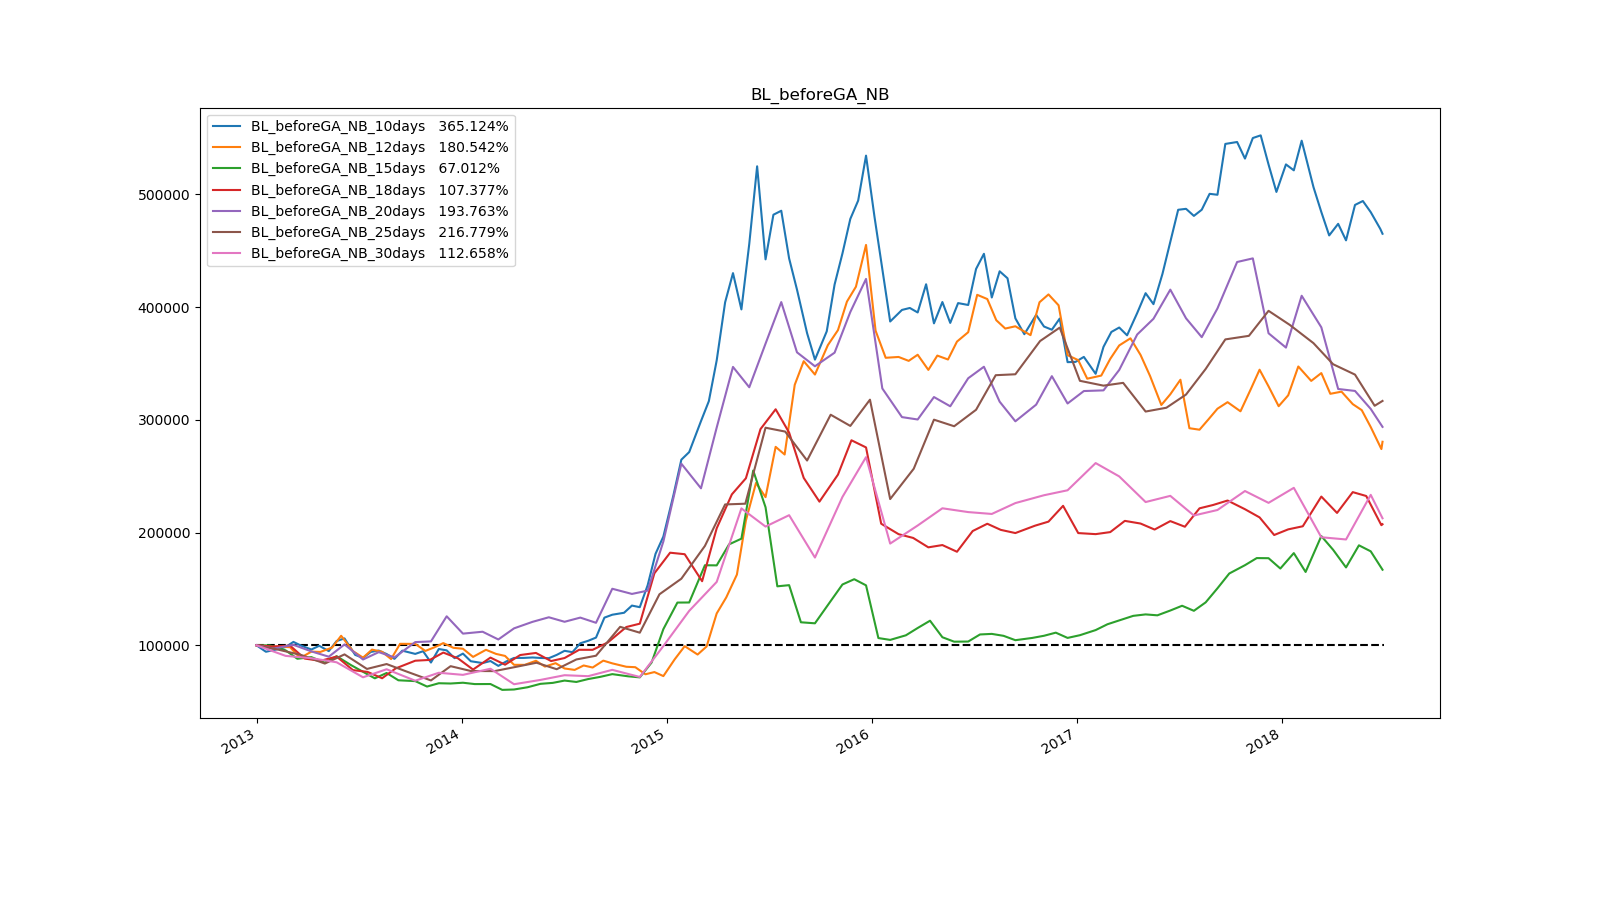 BL_beforeGA_NB
BL_beforeGA_NB_10days 365.124%
BL_beforeGA_NB_12days 180.542%
BL_beforeGA_NB_15days 67.012%
BL_beforeGA_NB_18days 107.377%
BL_beforeGA_NB_20days 193.763%
BL_beforeGA_NB_25days 216.779%
BL_beforeGA_NB_30days 112.658%
500000
400000
300000
200000
100000
2013 2014 2015 2016 2017 2018